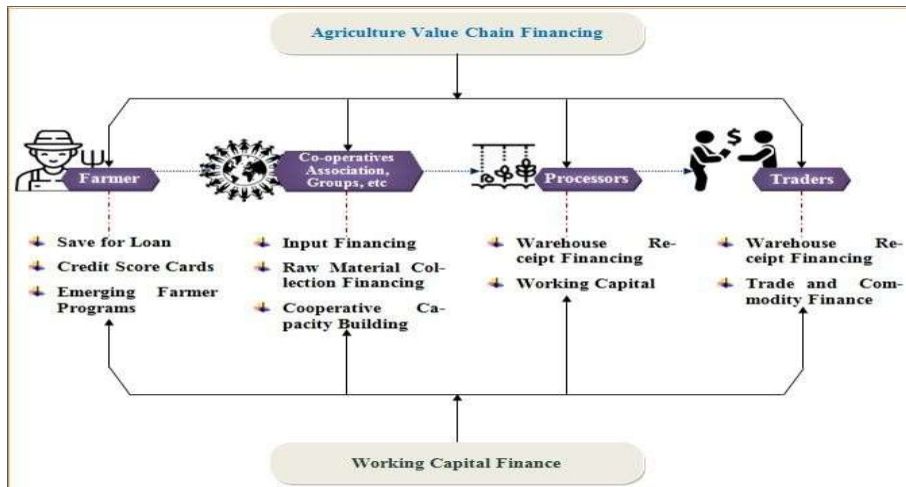 Agriculture Value Chain Financing
Farmer
Co-operatives
Association,
Groups, etc
Processors
Traders
Save for Loan
Credit Score Cards
Emerging Farmer
Programs
Input Financing
Raw Material Col-
lection Financing
Cooperative Ca-
pacity Building
Warehouse Re-
ceipt Financing
Working Capital
Warehouse Re-
ceipt Financing
Trade and Com-
modity Finance
Working Capital Finance